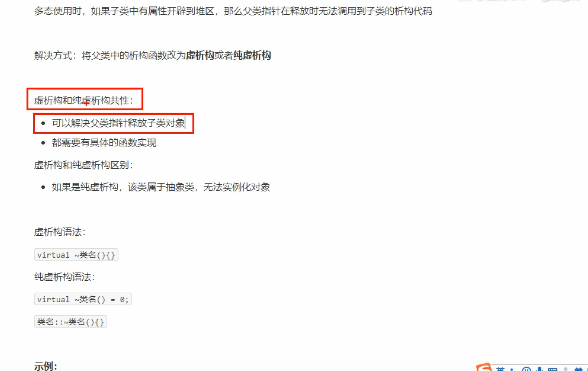 多态使用时，如果子类中有属性开辟到堆区，那么父类指针在释放时无法调用到子类的析构代码
解决方式：将父类中的析构函数改为虚析构或者纯虚析构
虚析构和纯虚析构共性：
可以解决父类指针释放子类对象
都需要有具体的函数实现
虚析构和纯虚析构区别：
如果是纯虚析构，该类属于抽象类，无法实例化对象
虚析构语法：
virtual ~类名(){}
纯虚析构语法：
virtual ~类名() = 0;
类名::~类名(){}
示例：
英